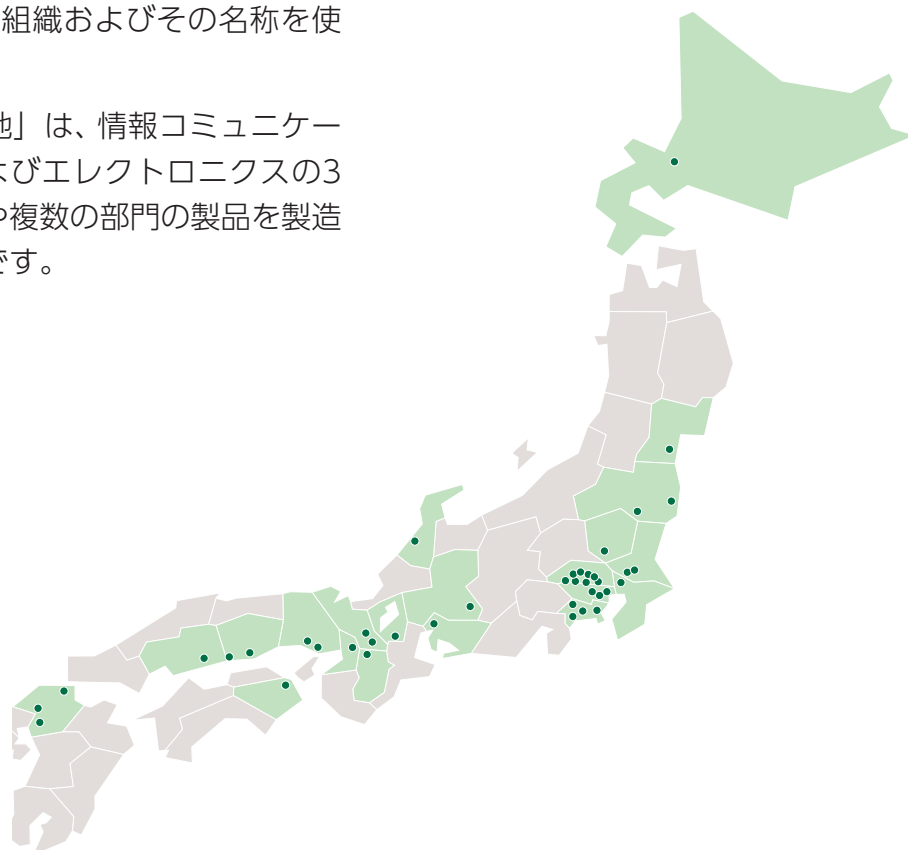 組織およびその名称を使
地」は、情報コミュニケー
よびエレクトロニクスの3
や複数の部門の製品を製造
です。